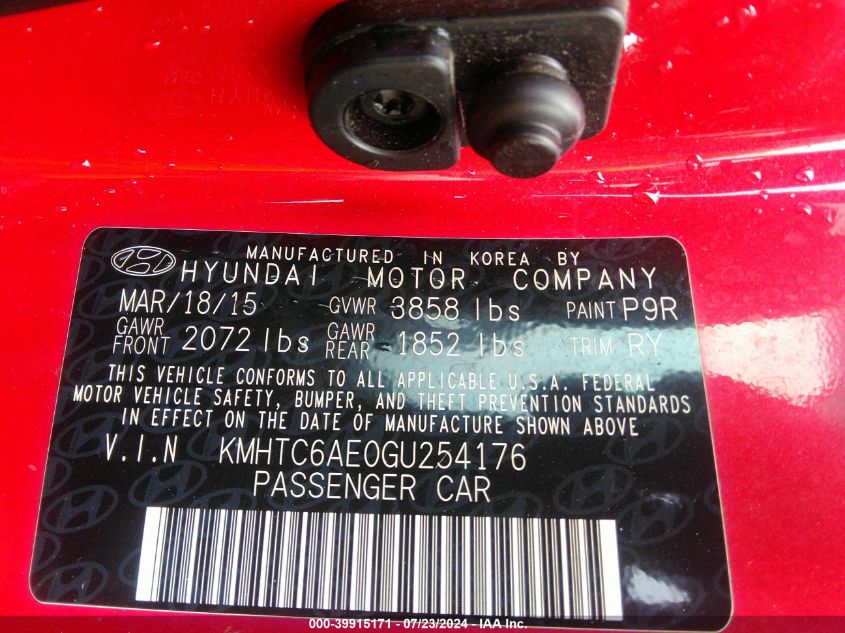 MANUFACTURED IN KOREA BY
HYUNDAI MOTOR COMPANY
MAR/18/15 GVWR 3858 lbs PAINT P9R
GAWR FRONT 2072 lbs GAWR REAR 1852 lbs TRIM RY
THIS VEHICLE CONFORMS TO ALL APPLICABLE U.S.A. FEDERAL
MOTOR VEHICLE SAFETY, BUMPER, AND THEFT PREVENTION STANDARDS
IN EFFECT ON THE DATE OF MANUFACTURE SHOWN ABOVE
V.I.N KMHTC6AE0GU254176
PASSENGER CAR
000-39915171 - 07/23/2024 - IAA Inc.